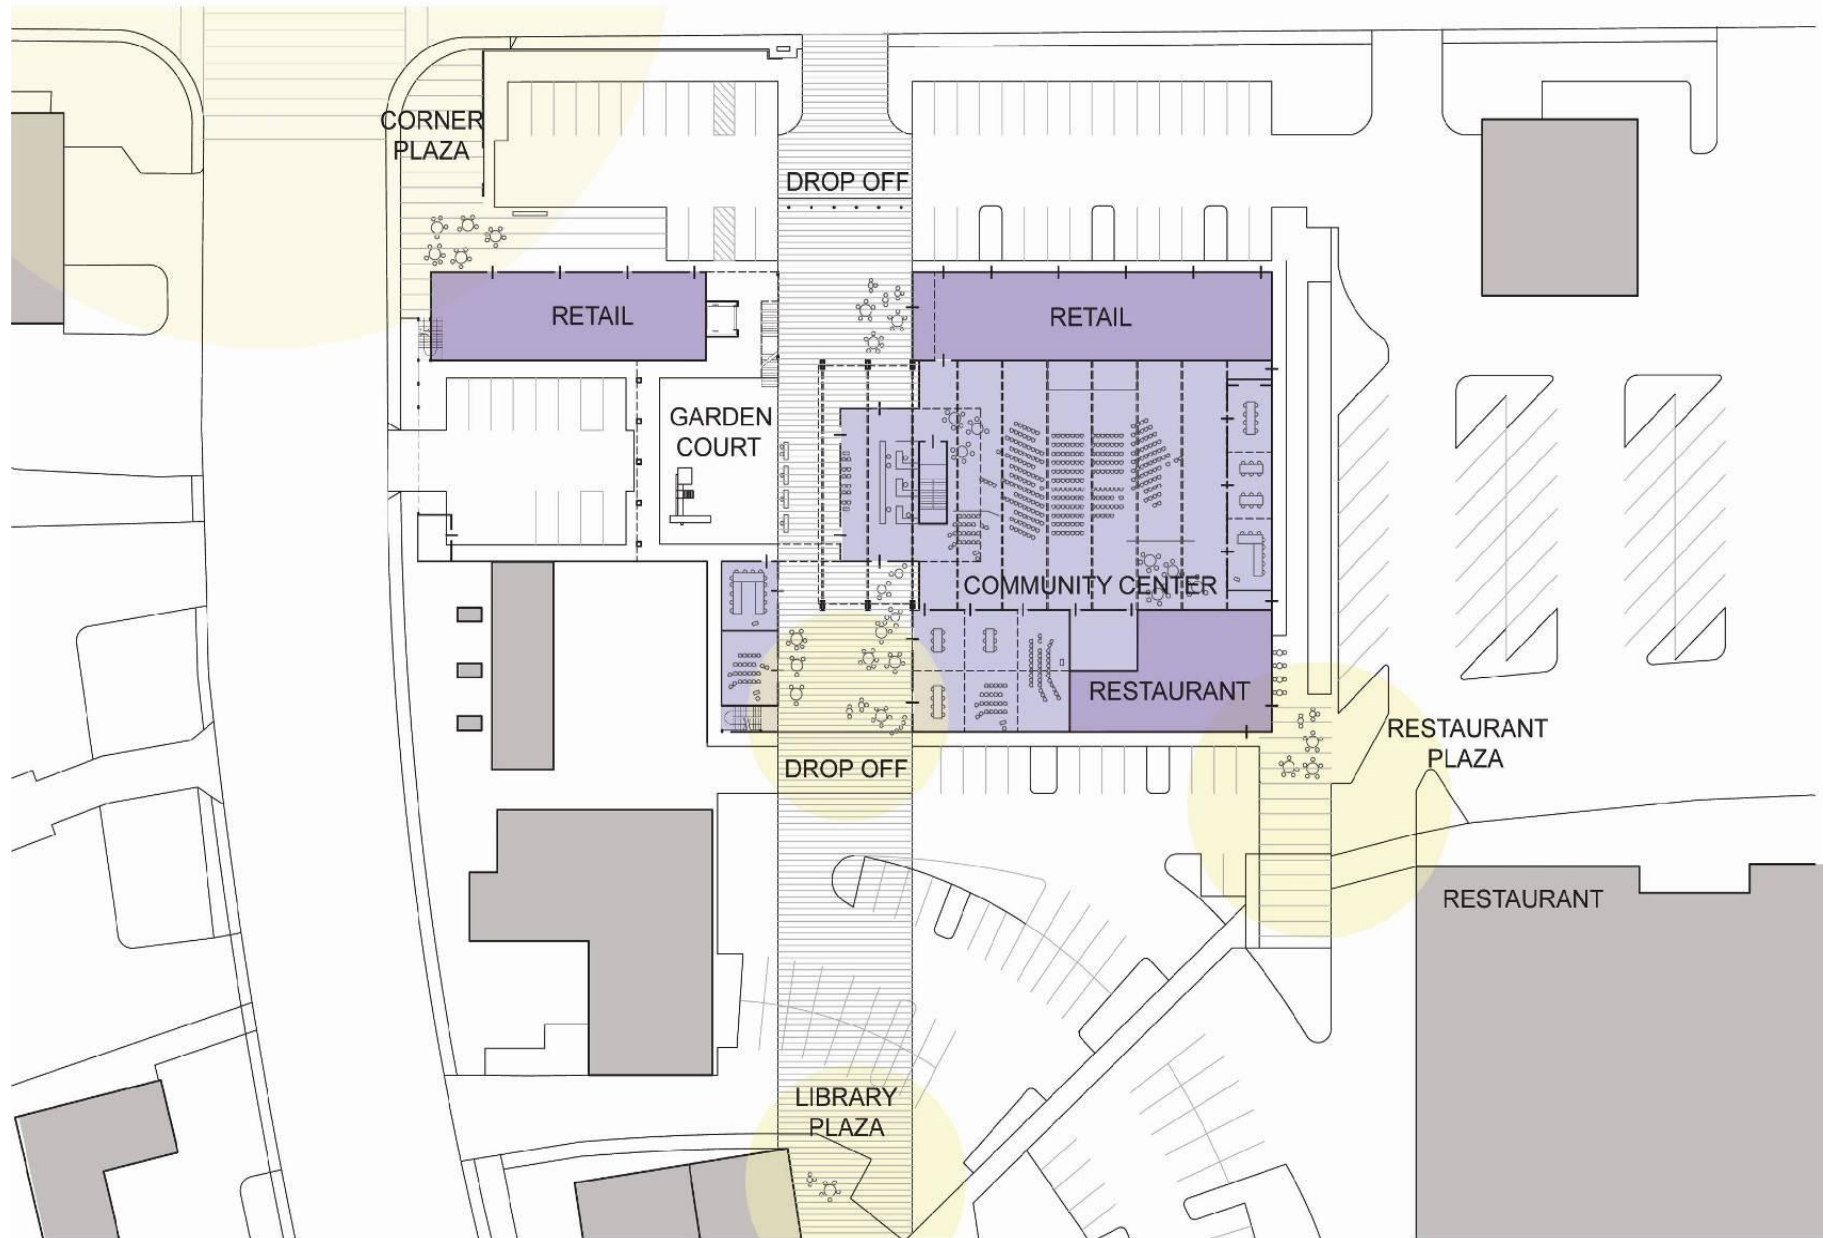 CORNER
PLAZA
DROP OFF
RETAIL
RETAIL
GARDEN
COURT
COMMUNITY CENTER
RESTAURANT
RESTAURANT
PLAZA
DROP OFF
RESTAURANT
LIBRARY
PLAZA